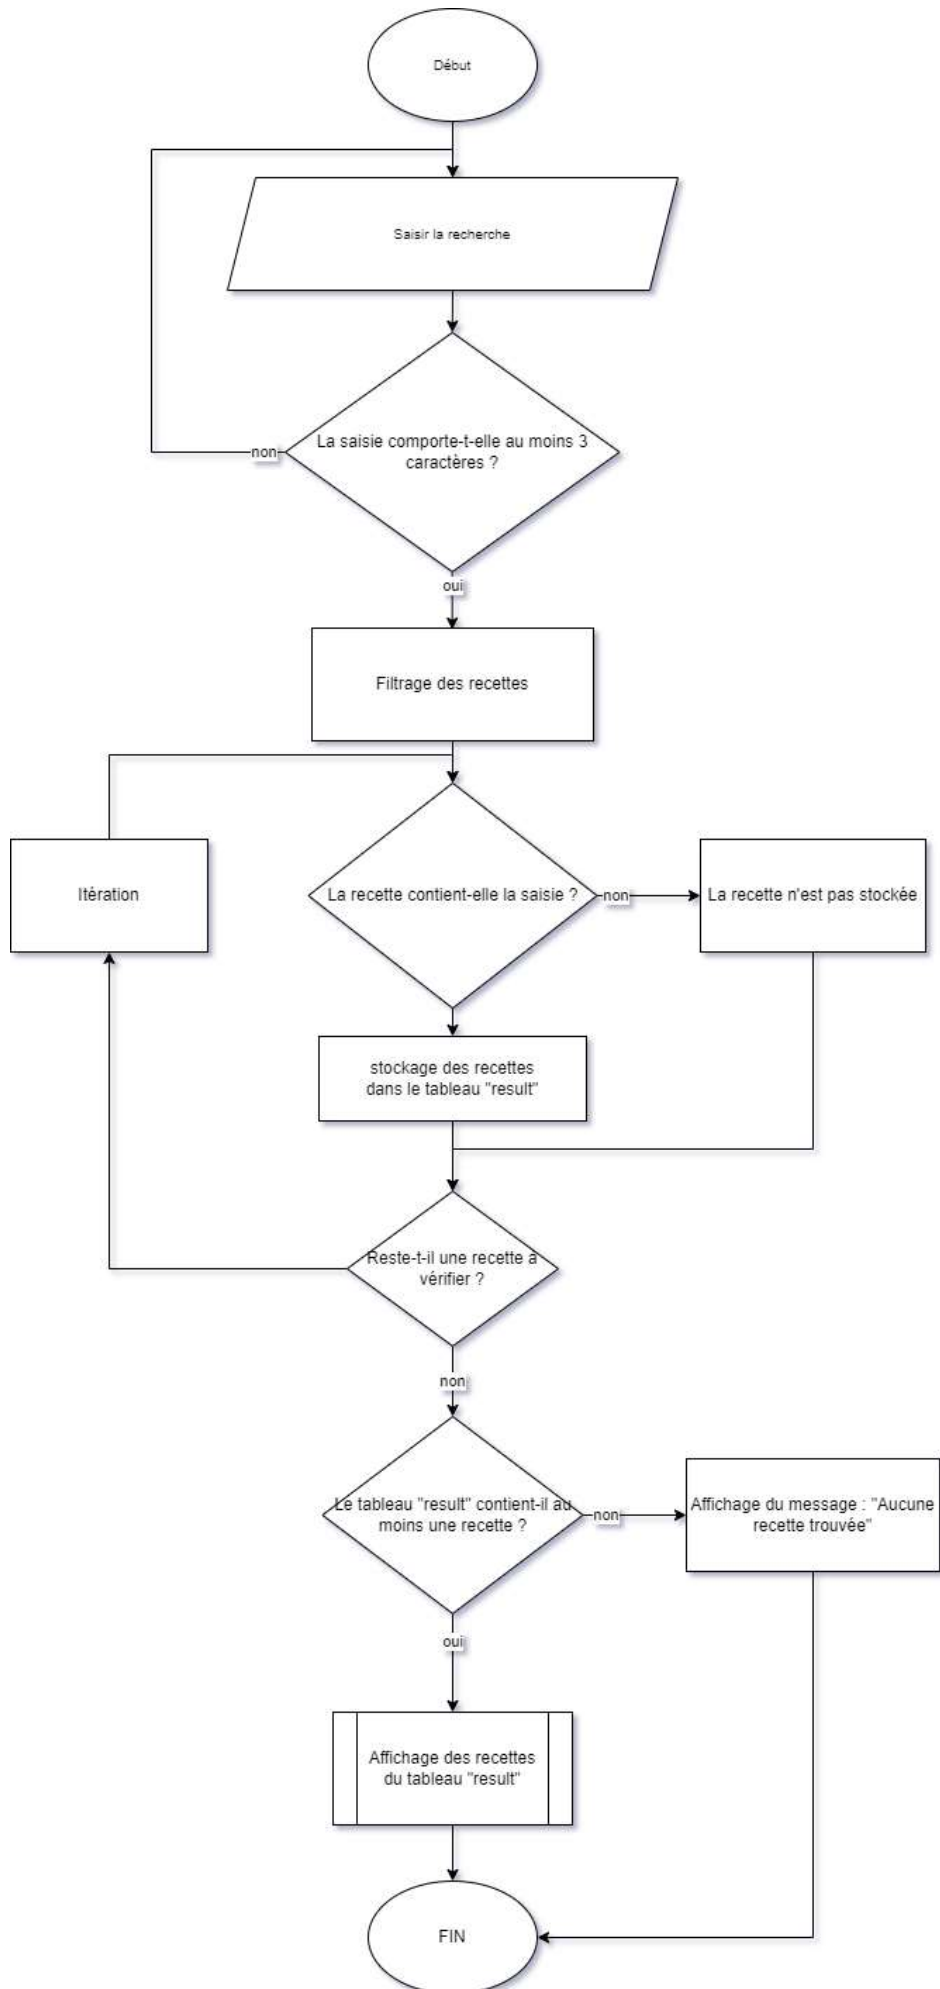 Début
Saisir la recherche
La saisie comporte-t-elle au moins 3
caractères ?
non
oui
Filtrage des recettes
Itération
La recette contient-elle la saisie ?
non
La recette n'est pas stockée
stockage des recettes
dans le tableau "result"
Reste-t-il une recette à
vérifier ?
non
Le tableau "result" contient-il au
moins une recette ?
non
Affichage du message : "Aucune
recette trouvée"
oui
Affichage des recettes
du tableau "result"
FIN